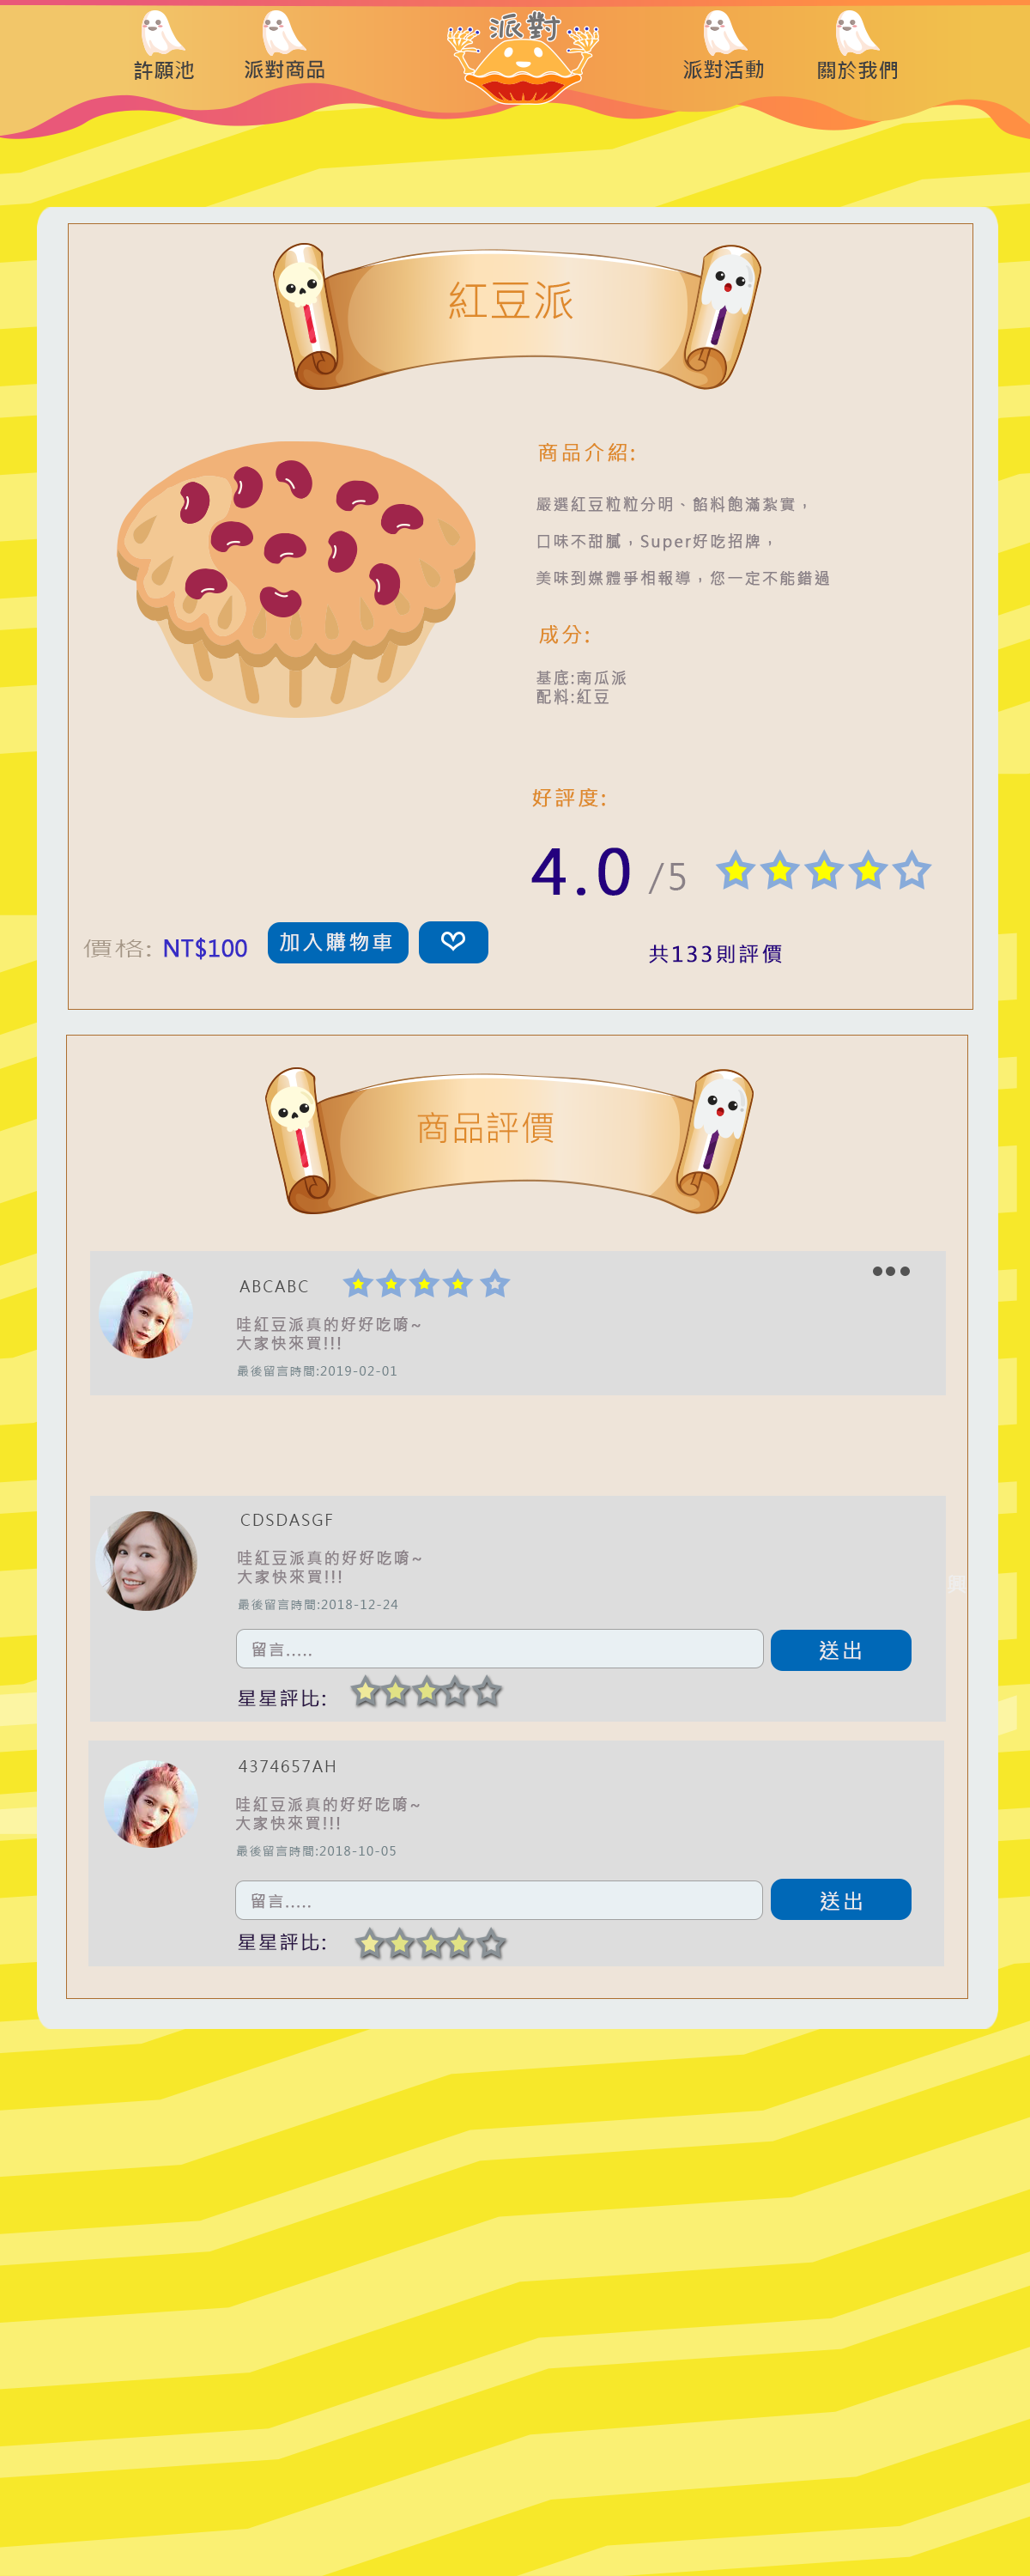 派對
許願池
派對商品
派對活動
關於我們
紅豆派
商品介紹:
嚴選紅豆粒粒分明、餡料飽滿紮實，
口味不甜膩，Super好吃招牌，
美味到媒體爭相報導，您一定不能錯過
成分:
基底:南瓜派
配料:紅豆
好評度:
4.0 /5
價格: NT$100
加入購物車
共133則評價
商品評價
ABCABC
哇紅豆派真的好好吃唷~
大家快來買!!!
最後留言時間:2019-02-01
CDSDASGF
哇紅豆派真的好好吃唷~
大家快來買!!!
最後留言時間:2018-12-24
留言.....
送出
星星評比:
4374657AH
哇紅豆派真的好好吃唷~
大家快來買!!!
最後留言時間:2018-10-05
留言.....
送出
星星評比: